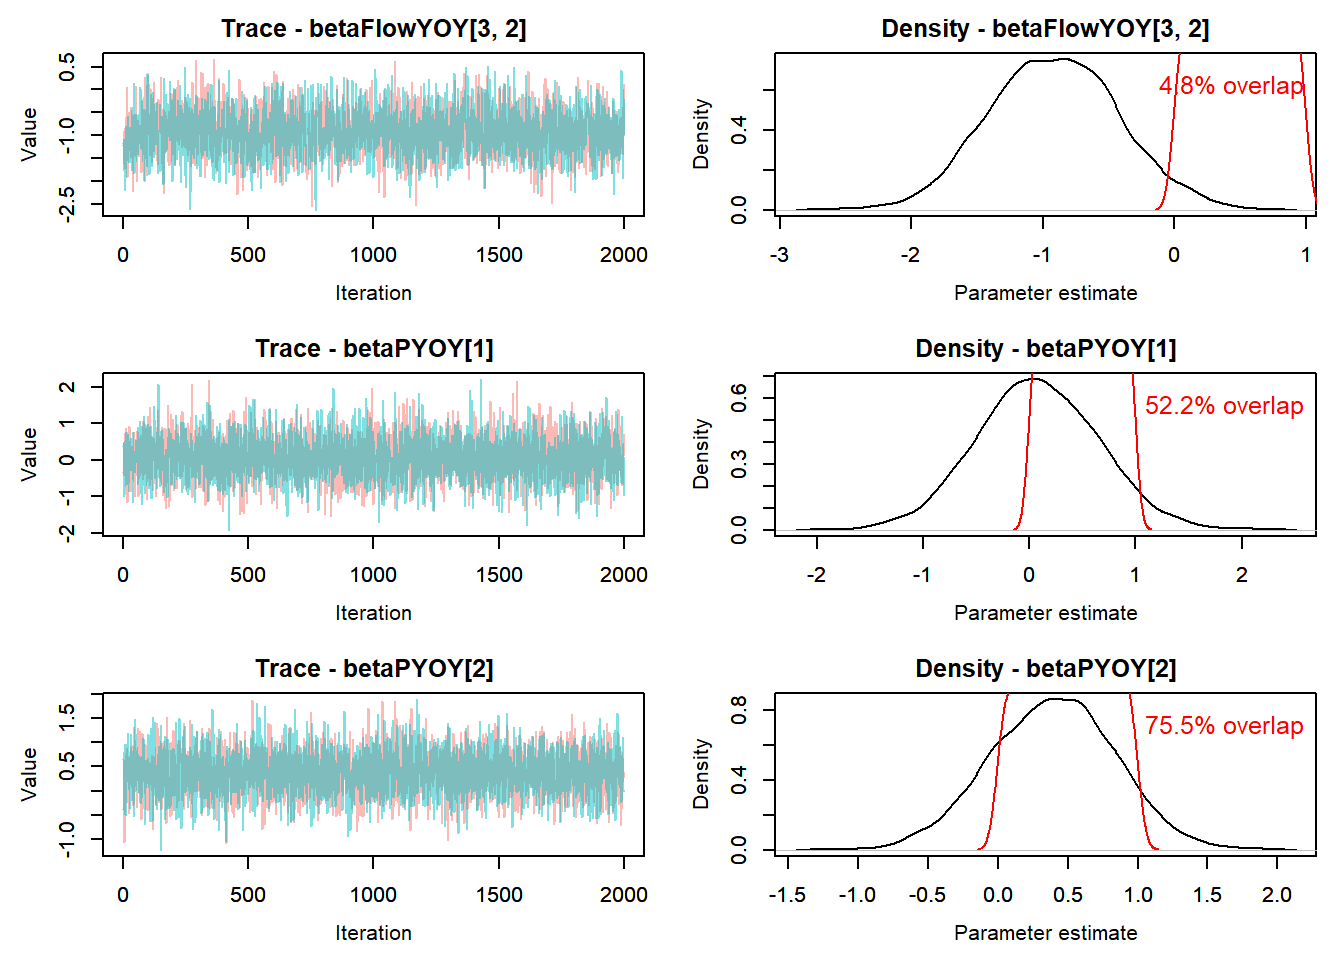 Trace - betaFlowYOY[3, 2]
Value
0.5
-1.0
-2.5
0 500 1000 1500 2000
Iteration
Density - betaFlowYOY[3, 2]
4.8% overlap
Density
0.4
0.0
-3 -2 -1 0 1
Parameter estimate
Trace - betaPYOY[1]
Value
2
1
0
-1
-2
0 500 1000 1500 2000
Iteration
Density - betaPYOY[1]
52.2% overlap
Density
0.6
0.3
0.0
-2 -1 0 1 2
Parameter estimate
Trace - betaPYOY[2]
Value
1.5
0.5
-1.0
0 500 1000 1500 2000
Iteration
Density - betaPYOY[2]
75.5% overlap
Density
0.8
0.4
0.0
-1.5 -1.0 -0.5 0.0 0.5 1.0 1.5 2.0
Parameter estimate